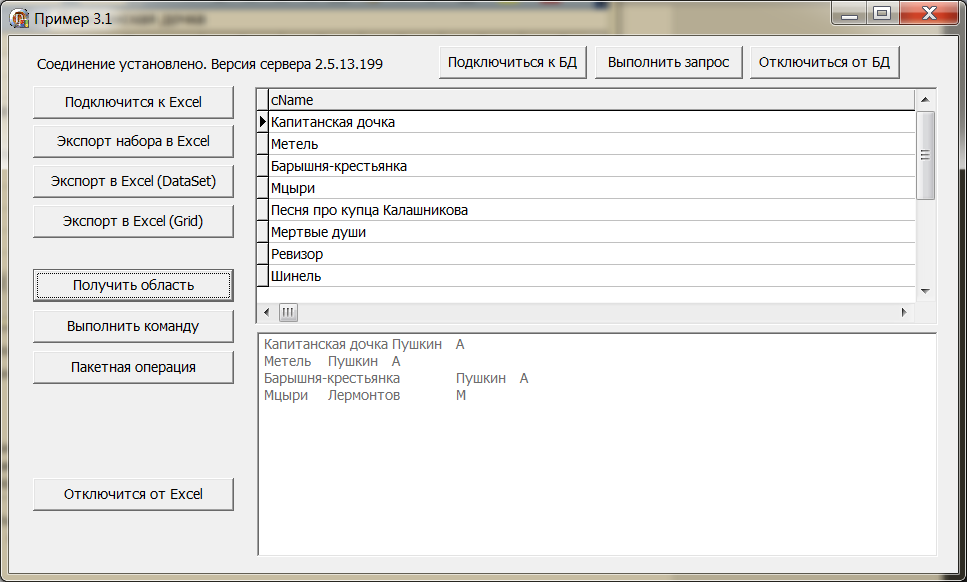 Пример 3.1
Соединение установлено. Версия сервера 2.5.13.199
Подключиться к БД
Выполнить запрос
Отключиться от БД
Подключится к Excel
Экспорт набора в Excel
Экспорт в Excel (DataSet)
Экспорт в Excel (Grid)
Получить область
Выполнить команду
Пакетная операция
Отключится от Excel
cName
Капитанская дочка
Метель
Барышня-крестьянка
Мцыри
Песня про купца Калашникова
Мертвые души
Ревизор
Шинель
Капитанская дочка Пушкин А
Метель Пушкин А
Барышня-крестьянка Пушкин А
Мцыри Лермонтов М